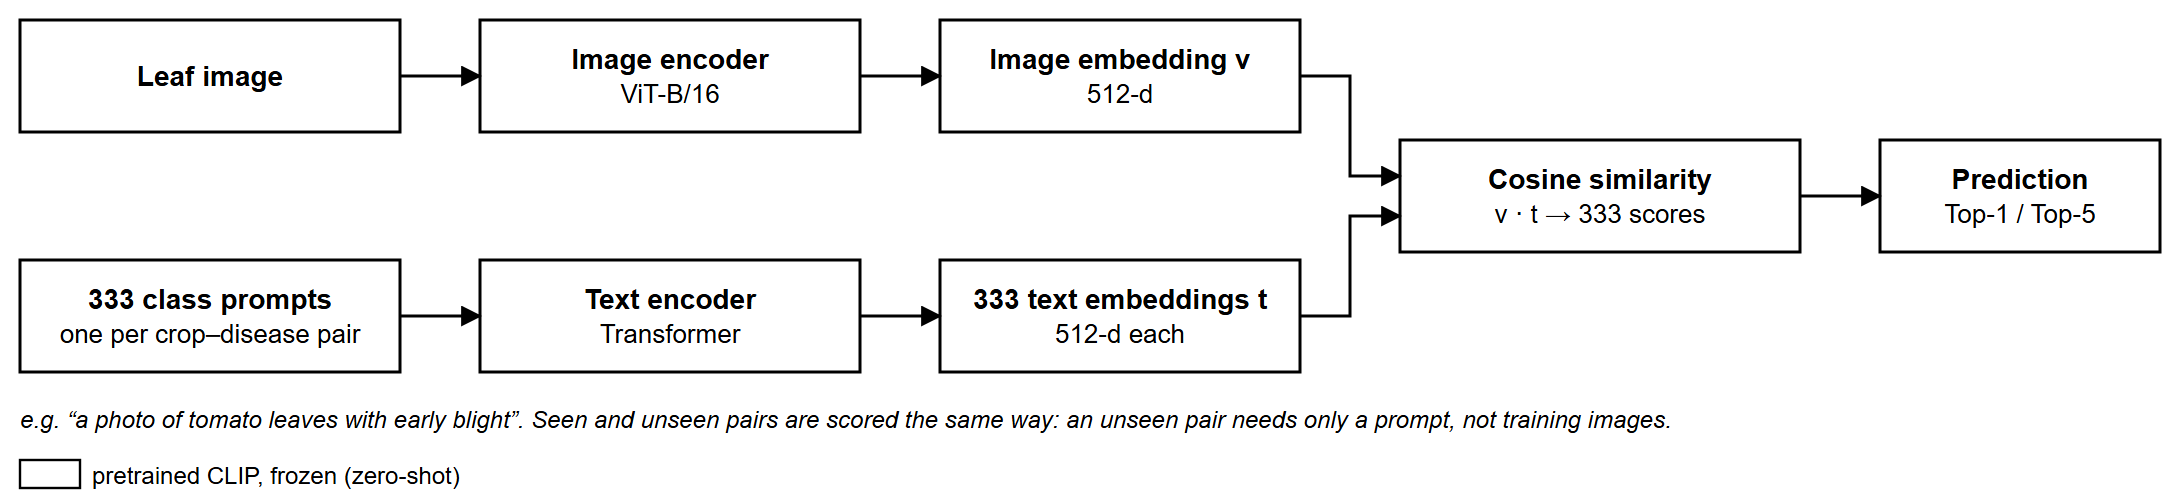 Leaf image
Image encoder
ViT-B/16
Image embedding v
512-d
Cosine similarity
v · t → 333 scores
Prediction
Top-1 / Top-5
333 class prompts
one per crop–disease pair
Text encoder
Transformer
333 text embeddings t
512-d each
e.g. “a photo of tomato leaves with early blight”. Seen and unseen pairs are scored the same way: an unseen pair needs only a prompt, not training images.
pretrained CLIP, frozen (zero-shot)